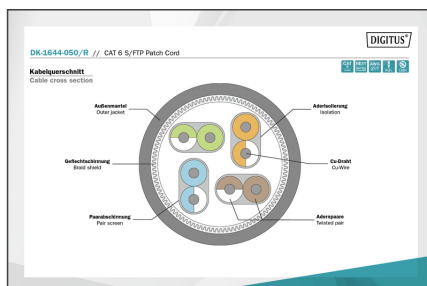 DIGITUS®
DK-1644-050/R // CAT 6 S/FTP Patch Cord
Kabelquerschnitt
Cable cross section
Außenmantel
Outer jacket
Aderisolierung
Isolation
Geflechtschirmung
Braid shield
Cu-Draht
Cu-Wire
Paarabschirmung
Pair screen
Adernpaare
Twisted pair